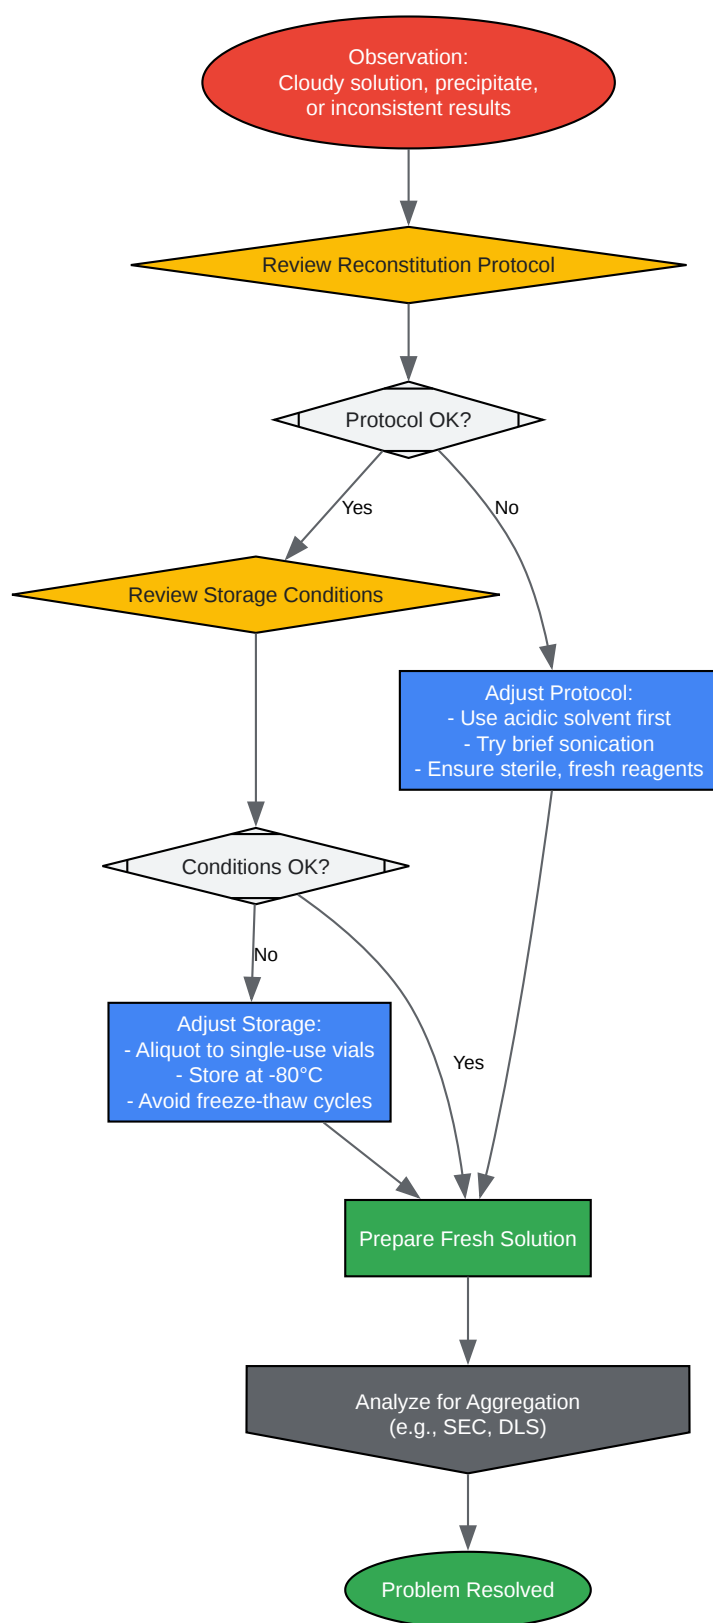 Observation:
Cloudy solution, precipitate,
or inconsistent results
Review Reconstitution Protocol
Protocol OK?
Yes
No
Review Storage Conditions
Adjust Protocol:
- Use acidic solvent first
- Try brief sonication
- Ensure sterile, fresh reagents
Conditions OK?
No
Adjust Storage:
- Aliquot to single-use vials
- Store at -80°C
- Avoid freeze-thaw cycles
Yes
Prepare Fresh Solution
Analyze for Aggregation
(e.g., SEC, DLS)
Problem Resolved